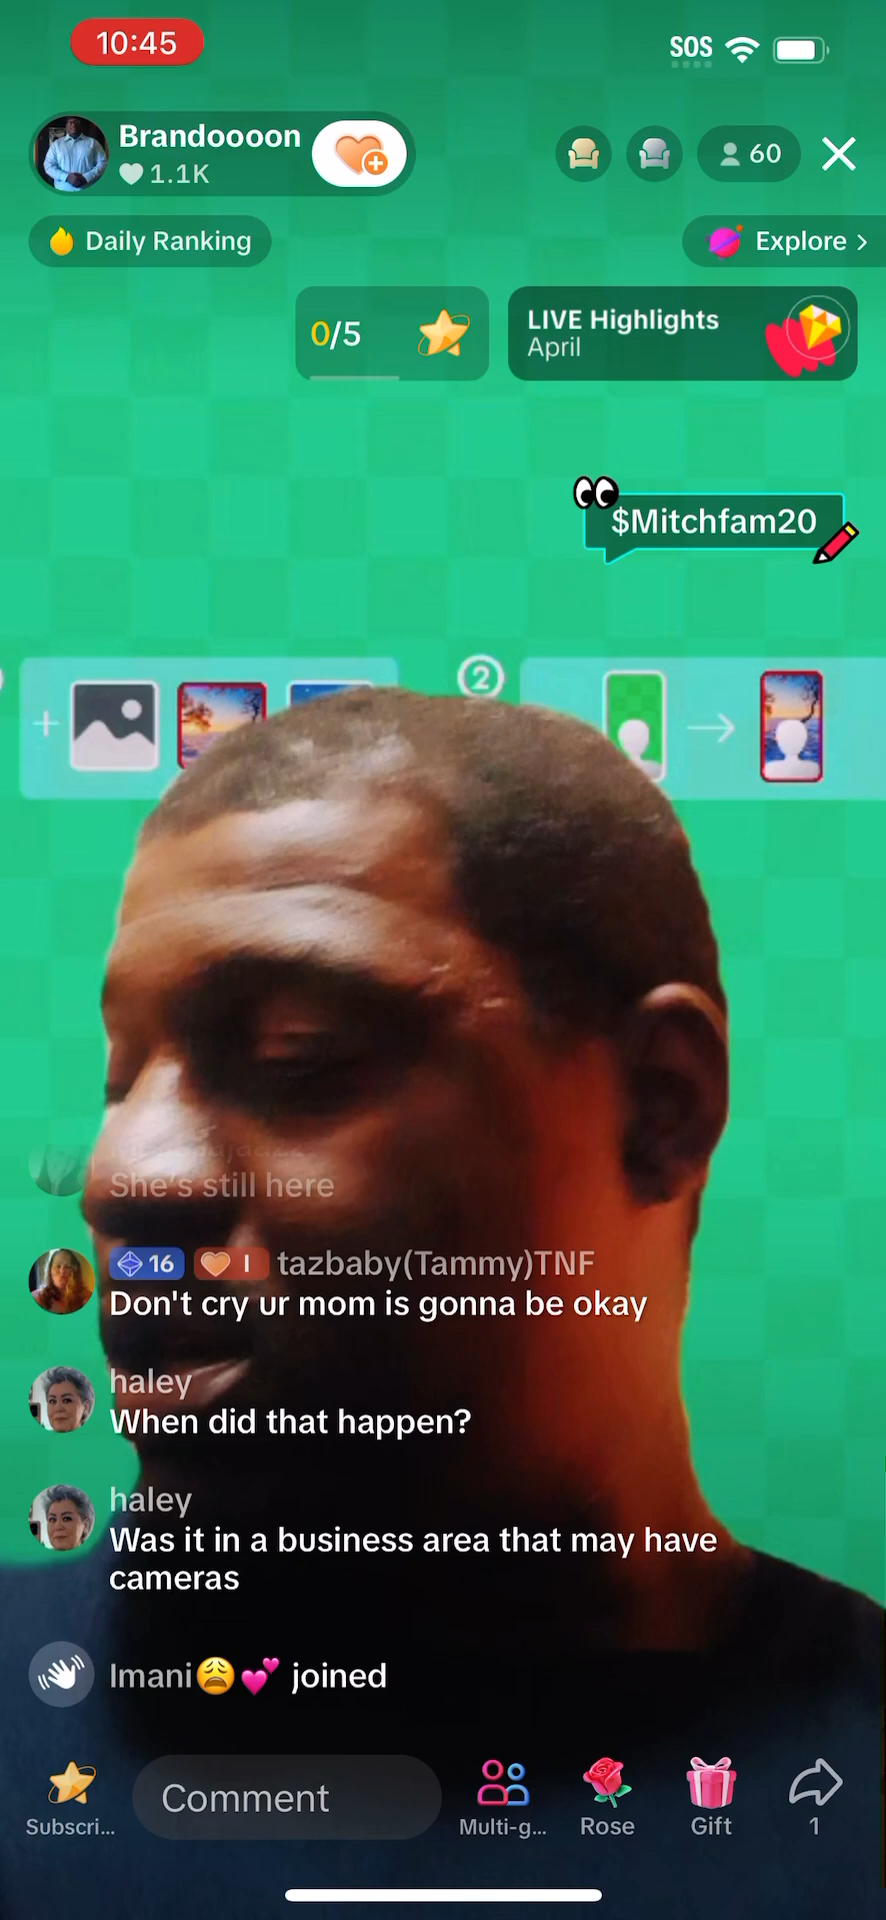 10:45
SOS
Brandoooon
1.1K
60
Daily Ranking
Explore >
0/5
LIVE Highlights
April
$Mitchfam20
2
She's still here
16 I tazbaby(Tammy)TNF
Don't cry ur mom is gonna be okay
haley
When did that happen?
haley
Was it in a business area that may have
cameras
Imani😩💕 joined
Subscri...
Comment
Multi-g...
Rose
Gift
1